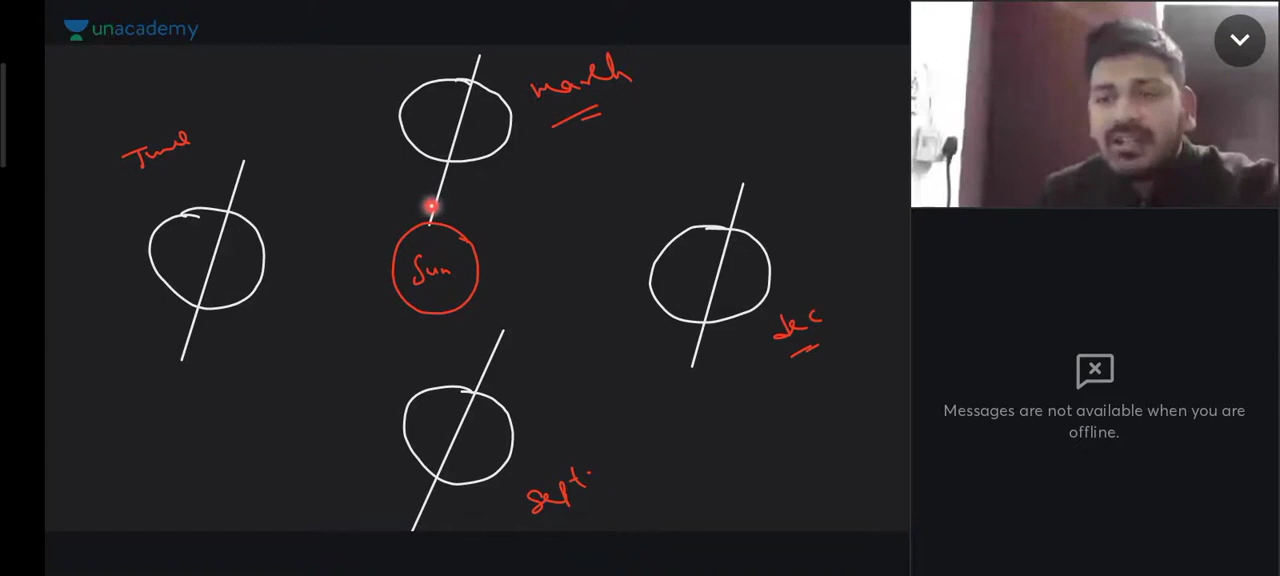 unacademy
March
June
Sun
Dec
Sept.
Messages are not available when you are
offline.